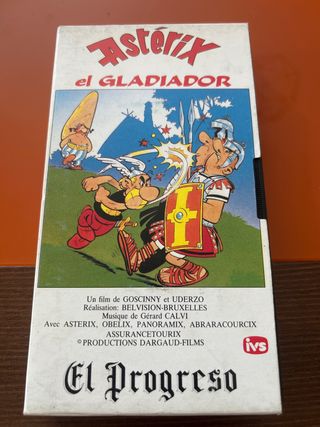 Astérix
el GLADIADOR
Un film de GOSCINNY et UDERZO
Réalisation: BELVISION-BRUXELLES
Musique de Gérard CALVI
Avec ASTERIX, OBELIX, PANORAMIX, ABRARACOURCIX
ASSURANCETOURIX
© PRODUCTIONS DARGAUD-FILMS
ivs
El Progreso